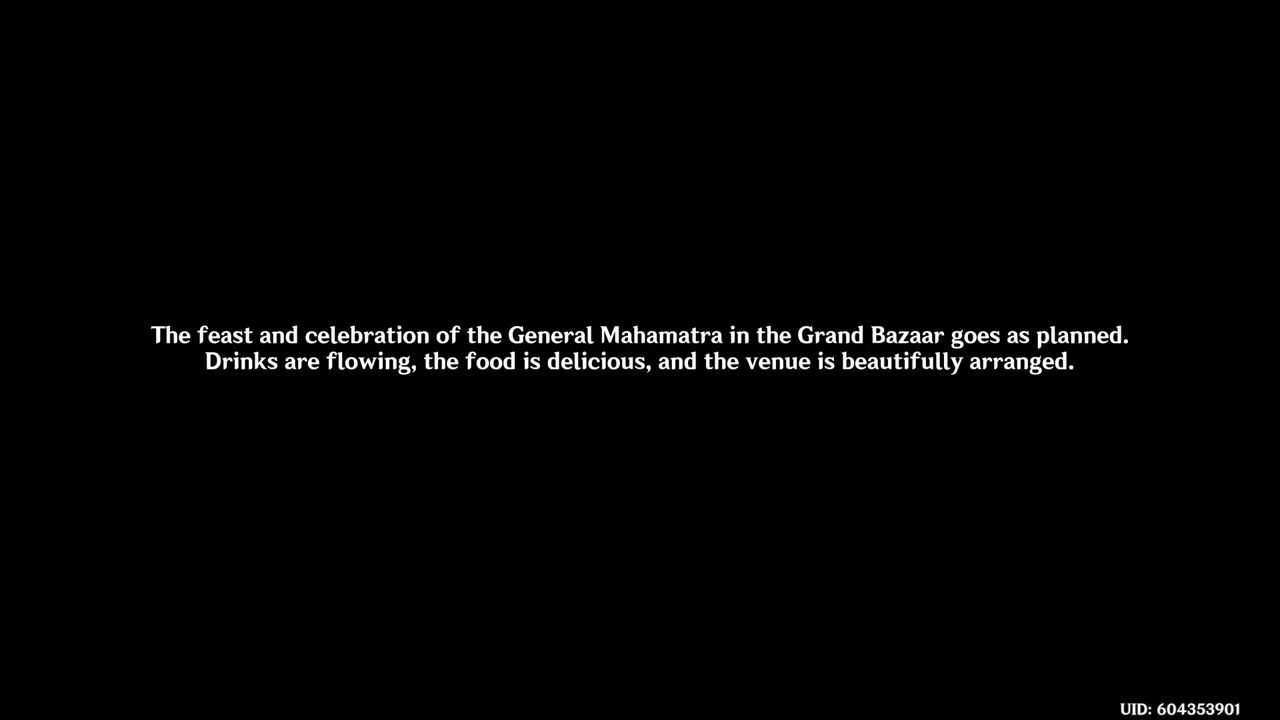 The feast and celebration of the General Mahamatra in the Grand Bazaar goes as planned.
Drinks are flowing, the food is delicious, and the venue is beautifully arranged.
UID: 604353901